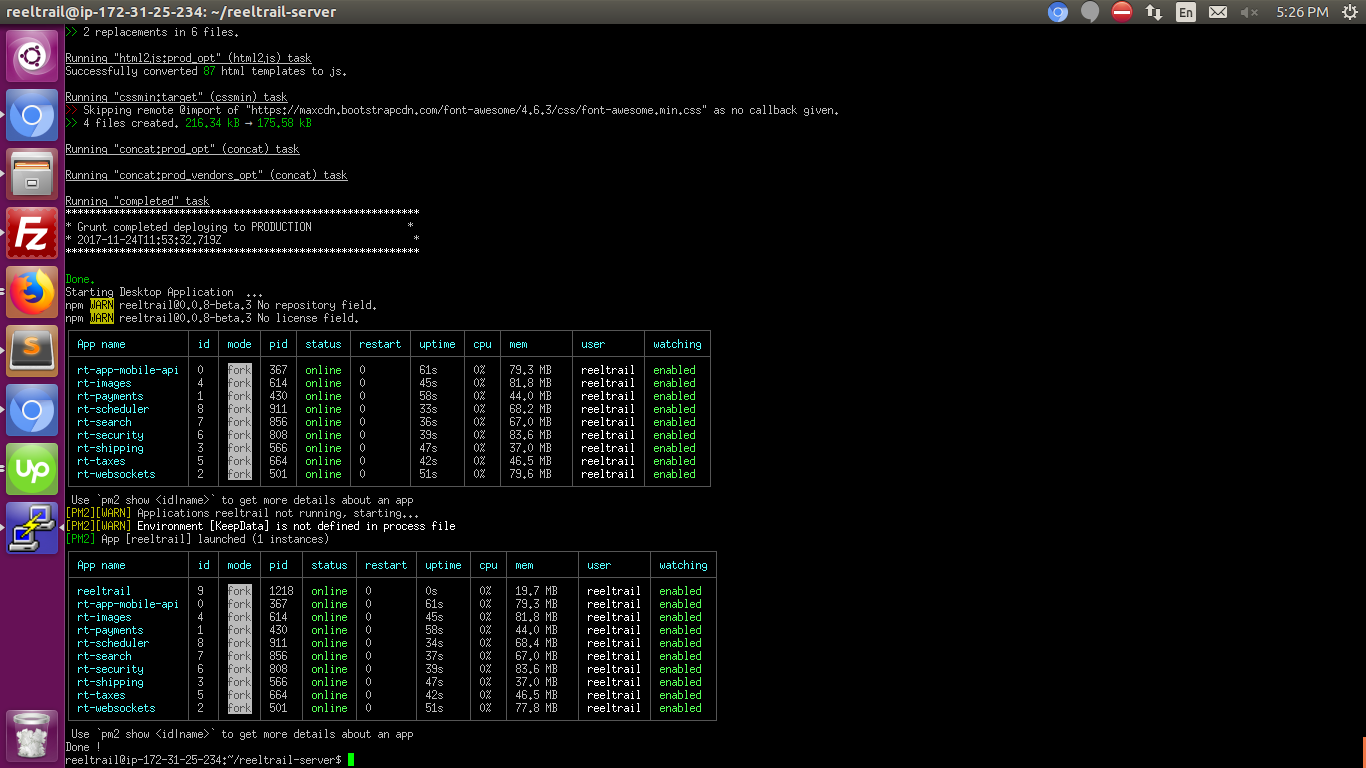 reeltrail@ip-172-31-25-234: ~/reeltrail-server
En
5:26 PM
>> 2 replacements in 6 files.
Running "html2js:prod_opt" (html2js) task
Successfully converted 87 html templates to js.
Running "cssmin:target" (cssmin) task
>> Skipping remote @import of "https://maxcdn.bootstrapcdn.com/font-awesome/4.6.3/css/font-awesome.min.css" as no callback given.
>> 4 files created. 216.34 kB → 175.58 kB
Running "concat:prod_opt" (concat) task
Running "concat:prod_vendors_opt" (concat) task
Running "completed" task
***********************************************************
* Grunt completed deploying to PRODUCTION *
* 2017-11-24T11:53:32.719Z *
***********************************************************
Done.
Starting Desktop Application ...
npm WARN reeltrail@0.0.8-beta.3 No repository field.
npm WARN reeltrail@0.0.8-beta.3 No license field.
App name id mode pid status restart uptime cpu mem user watching
rt-app-mobile-api 0 fork 367 online 0 61s 0% 79.3 MB reeltrail enabled
rt-images 4 fork 614 online 0 45s 0% 81.8 MB reeltrail enabled
rt-payments 1 fork 430 online 0 58s 0% 44.0 MB reeltrail enabled
rt-scheduler 8 fork 911 online 0 33s 0% 68.2 MB reeltrail enabled
rt-search 7 fork 856 online 0 36s 0% 67.0 MB reeltrail enabled
rt-security 6 fork 808 online 0 39s 0% 83.6 MB reeltrail enabled
rt-shipping 3 fork 566 online 0 47s 0% 37.0 MB reeltrail enabled
rt-taxes 5 fork 664 online 0 42s 0% 46.5 MB reeltrail enabled
rt-websockets 2 fork 501 online 0 51s 0% 79.6 MB reeltrail enabled
Use `pm2 show <id|name>` to get more details about an app
[PM2][WARN] Applications reeltrail not running, starting...
[PM2][WARN] Environment [KeepData] is not defined in process file
[PM2] App [reeltrail] launched (1 instances)
App name id mode pid status restart uptime cpu mem user watching
reeltrail 9 fork 1218 online 0 0s 0% 19.7 MB reeltrail enabled
rt-app-mobile-api 0 fork 367 online 0 61s 0% 79.3 MB reeltrail enabled
rt-images 4 fork 614 online 0 45s 0% 81.8 MB reeltrail enabled
rt-payments 1 fork 430 online 0 58s 0% 44.0 MB reeltrail enabled
rt-scheduler 8 fork 911 online 0 34s 0% 68.4 MB reeltrail enabled
rt-search 7 fork 856 online 0 37s 0% 67.0 MB reeltrail enabled
rt-security 6 fork 808 online 0 39s 0% 83.6 MB reeltrail enabled
rt-shipping 3 fork 566 online 0 47s 0% 37.0 MB reeltrail enabled
rt-taxes 5 fork 664 online 0 42s 0% 46.5 MB reeltrail enabled
rt-websockets 2 fork 501 online 0 51s 0% 77.8 MB reeltrail enabled
Use `pm2 show <id|name>` to get more details about an app
Done !
reeltrail@ip-172-31-25-234:~/reeltrail-server$
Fz
S
up